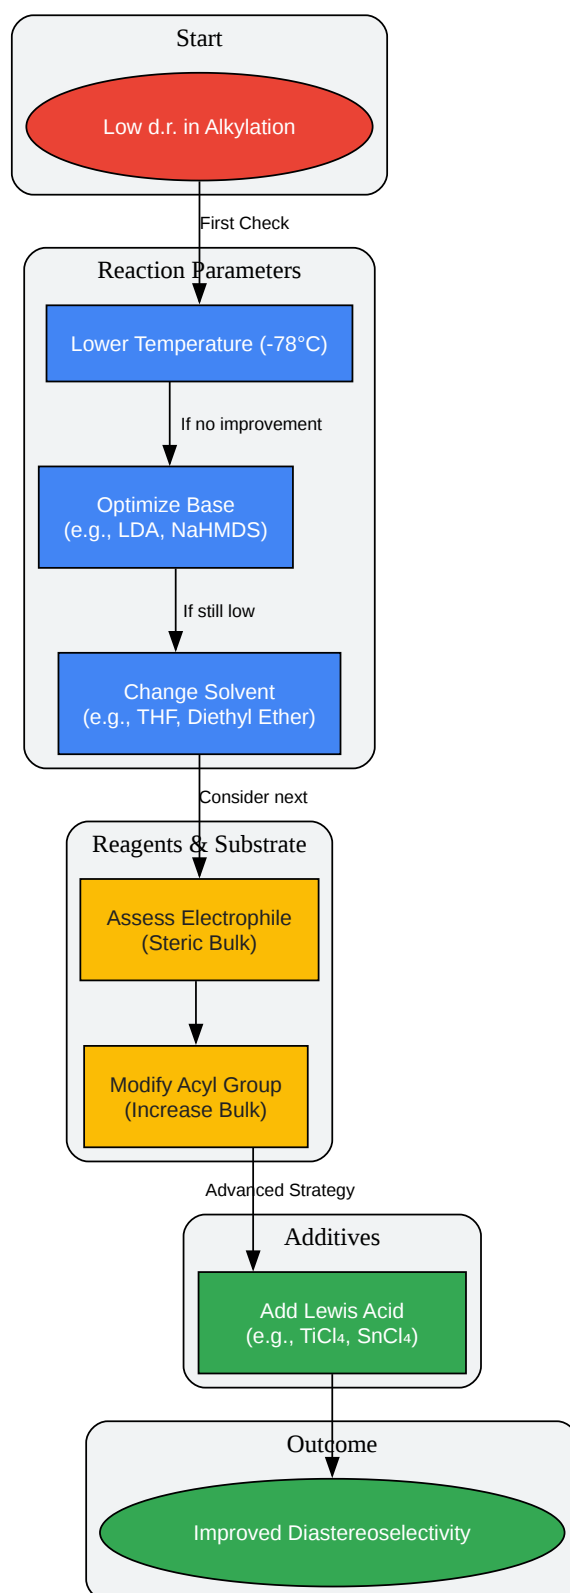 Start
Low d.r. in Alkylation
First Check
Reaction Parameters
Lower Temperature (-78°C)
If no improvement
Optimize Base
(e.g., LDA, NaHMDS)
If still low
Change Solvent
(e.g., THF, Diethyl Ether)
Consider next
Reagents & Substrate
Assess Electrophile
(Steric Bulk)
Modify Acyl Group
(Increase Bulk)
Advanced Strategy
Additives
Add Lewis Acid
(e.g., TiCl₄, SnCl₄)
Outcome
Improved Diastereoselectivity